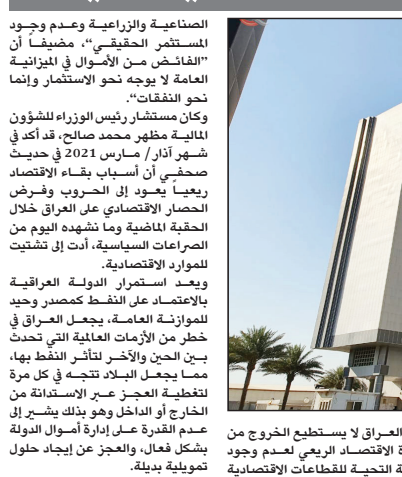 العراق لا يستطيع الخروج من
ة الاقتصاد الريعي لعدم وجود
ة التحتية للقطاعات الاقتصادية
الصناعية والزراعية وعدم وجود
المستثمر الحقيقي“، مضيفاً أن
”الفائض من الأموال في الميزانية
العامة لا يوجه نحو الاستثمار وإنما
نحو النفقات“.
وكان مستشار رئيس الوزراء للشؤون
المالية مظهر محمد صالح، قد أكد في
شهر آذار/ مارس 2021 في حديث
صحفي أن أسباب بقاء الاقتصاد
ريعياً يعود إلى الحروب وفرض
الحصار الاقتصادي على العراق خلال
الحقبة الماضية وما نشهده اليوم من
الصراعات السياسية، أدت إلى تشتيت
للموارد الاقتصادية.
ويعد استمرار الدولة العراقية
بالاعتماد على النفط كمصدر وحيد
للموازنة العامة، يجعل العراق في
خطر من الأزمات العالمية التي تحدث
بين الحين والآخر لتأثر النفط بها،
مما يجعل البلاد تتجه في كل مرة
لتغطية العجز عبر الاستدانة من
الخارج أو الداخل وهو بذلك يشير إلى
عدم القدرة على إدارة أموال الدولة
بشكل فعال، والعجز عن إيجاد حلول
تمويلية بديلة.